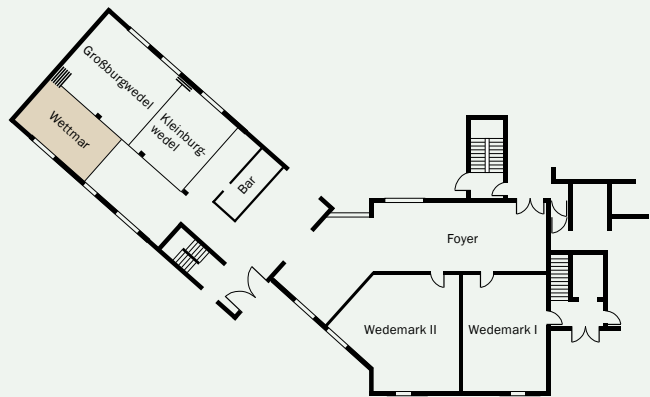 Großburgwedel
Kleinburg-
wedel
Wettmar
Bar
Foyer
Wedemark II
Wedemark I